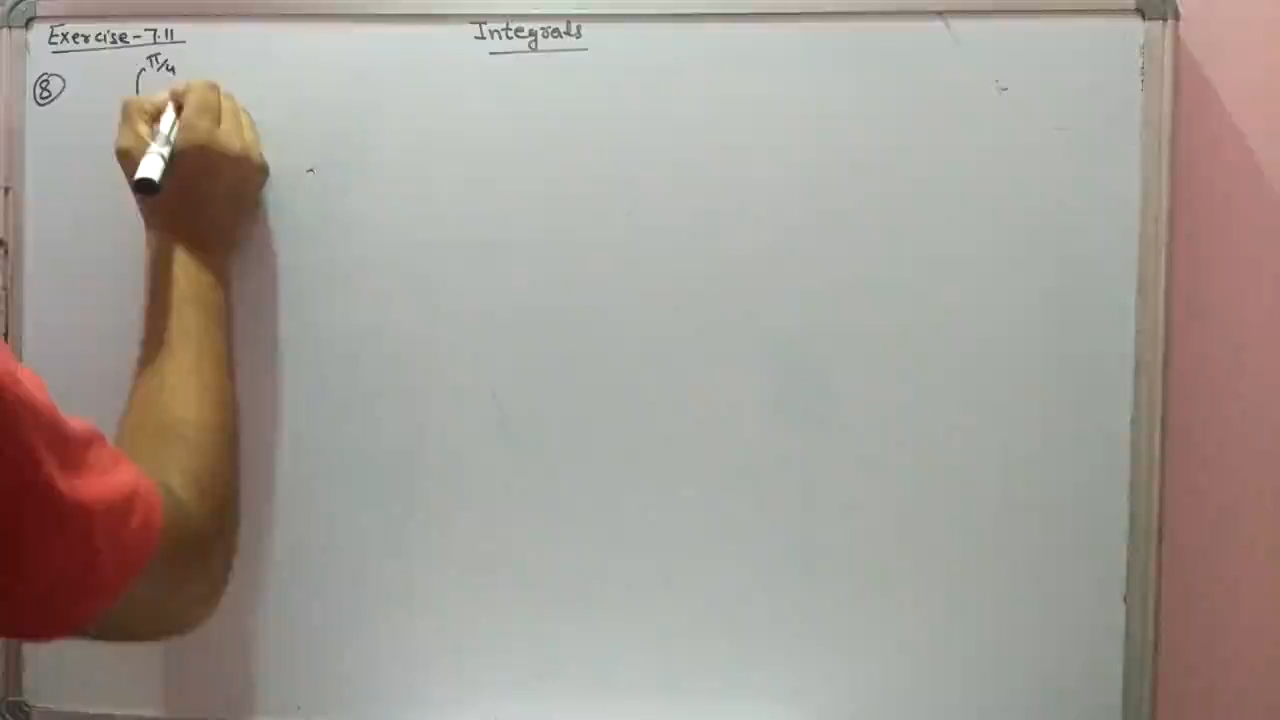 Exercise-7.11
Integrals
8
∫ π/4